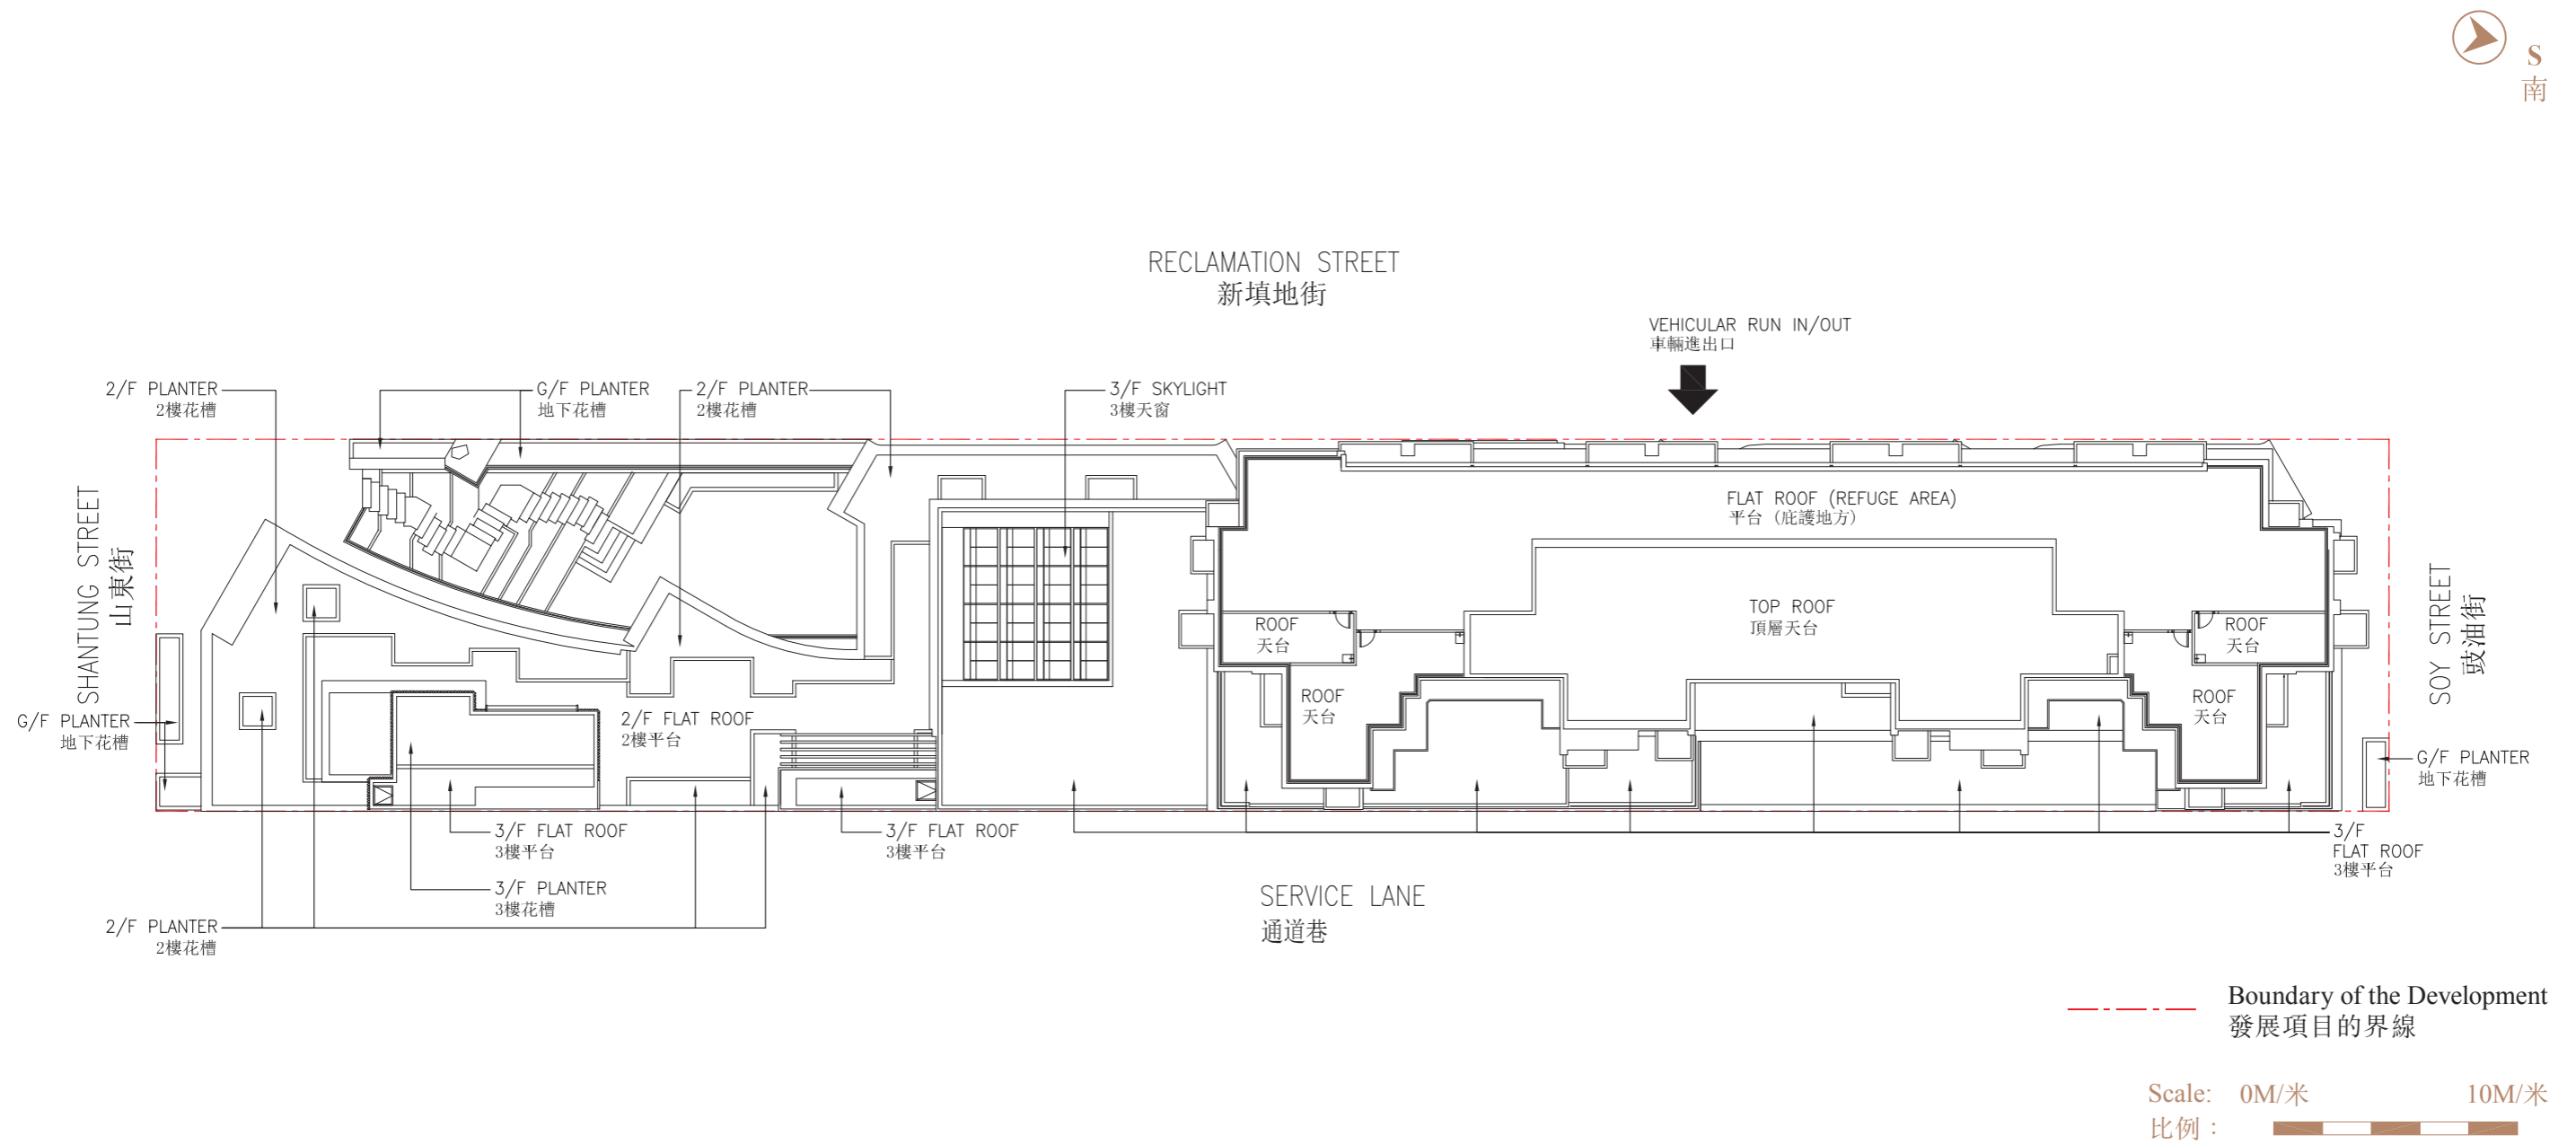 S
南
RECLAMATION STREET
新填地街
VEHICULAR RUN IN/OUT
車輛進出口
2/F PLANTER
2樓花槽
G/F PLANTER
地下花槽
2/F PLANTER
2樓花槽
3/F SKYLIGHT
3樓天窗
SHANTUNG STREET
山東街
FLAT ROOF (REFUGE AREA)
平台 (庇護地方)
TOP ROOF
頂層天台
ROOF
天台
ROOF
天台
ROOF
天台
ROOF
天台
SOY STREET
豉油街
G/F PLANTER
地下花槽
2/F FLAT ROOF
2樓平台
G/F PLANTER
地下花槽
3/F FLAT ROOF
3樓平台
3/F FLAT ROOF
3樓平台
3/F
FLAT ROOF
3樓平台
3/F PLANTER
3樓花槽
2/F PLANTER
2樓花槽
SERVICE LANE
通道巷
Boundary of the Development
發展項目的界線
Scale: 0M/米 10M/米
比例：